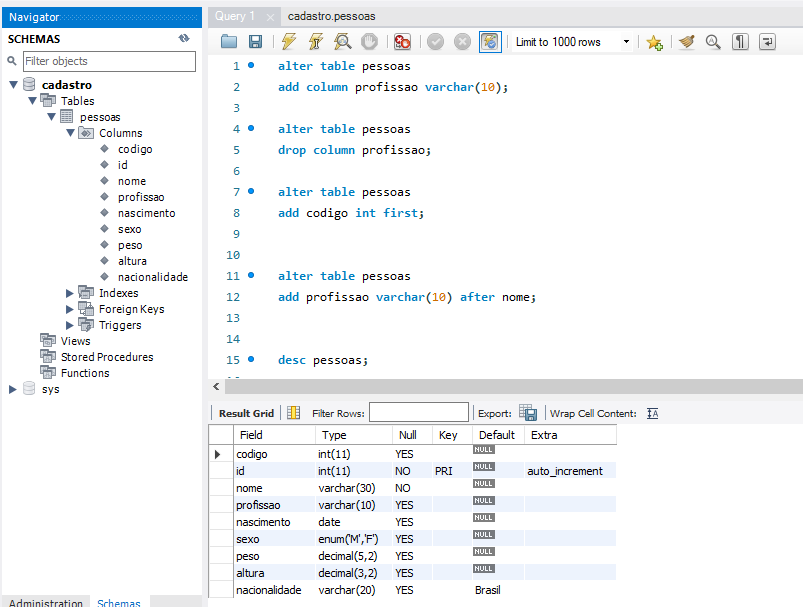 Navigator
SCHEMAS
Filter objects
cadastro
Tables
pessoas
Columns
codigo
id
nome
profissao
nascimento
sexo
peso
altura
nacionalidade
Indexes
Foreign Keys
Triggers
Views
Stored Procedures
Functions
sys
Administration Schemas
Query 1 cadastro.pessoas
Limit to 1000 rows
1 alter table pessoas
2 add column profissao varchar(10);
3
4 alter table pessoas
5 drop column profissao;
6
7 alter table pessoas
8 add codigo int first;
9
10
11 alter table pessoas
12 add profissao varchar(10) after nome;
13
14
15 desc pessoas;
Result Grid Filter Rows: Export: Wrap Cell Content: IA
Field Type Null Key Default Extra
codigo int(11) YES NULL
id int(11) NO PRI NULL auto_increment
nome varchar(30) NO NULL
profissao varchar(10) YES NULL
nascimento date YES NULL
sexo enum('M','F') YES NULL
peso decimal(5,2) YES NULL
altura decimal(3,2) YES NULL
nacionalidade varchar(20) YES Brasil